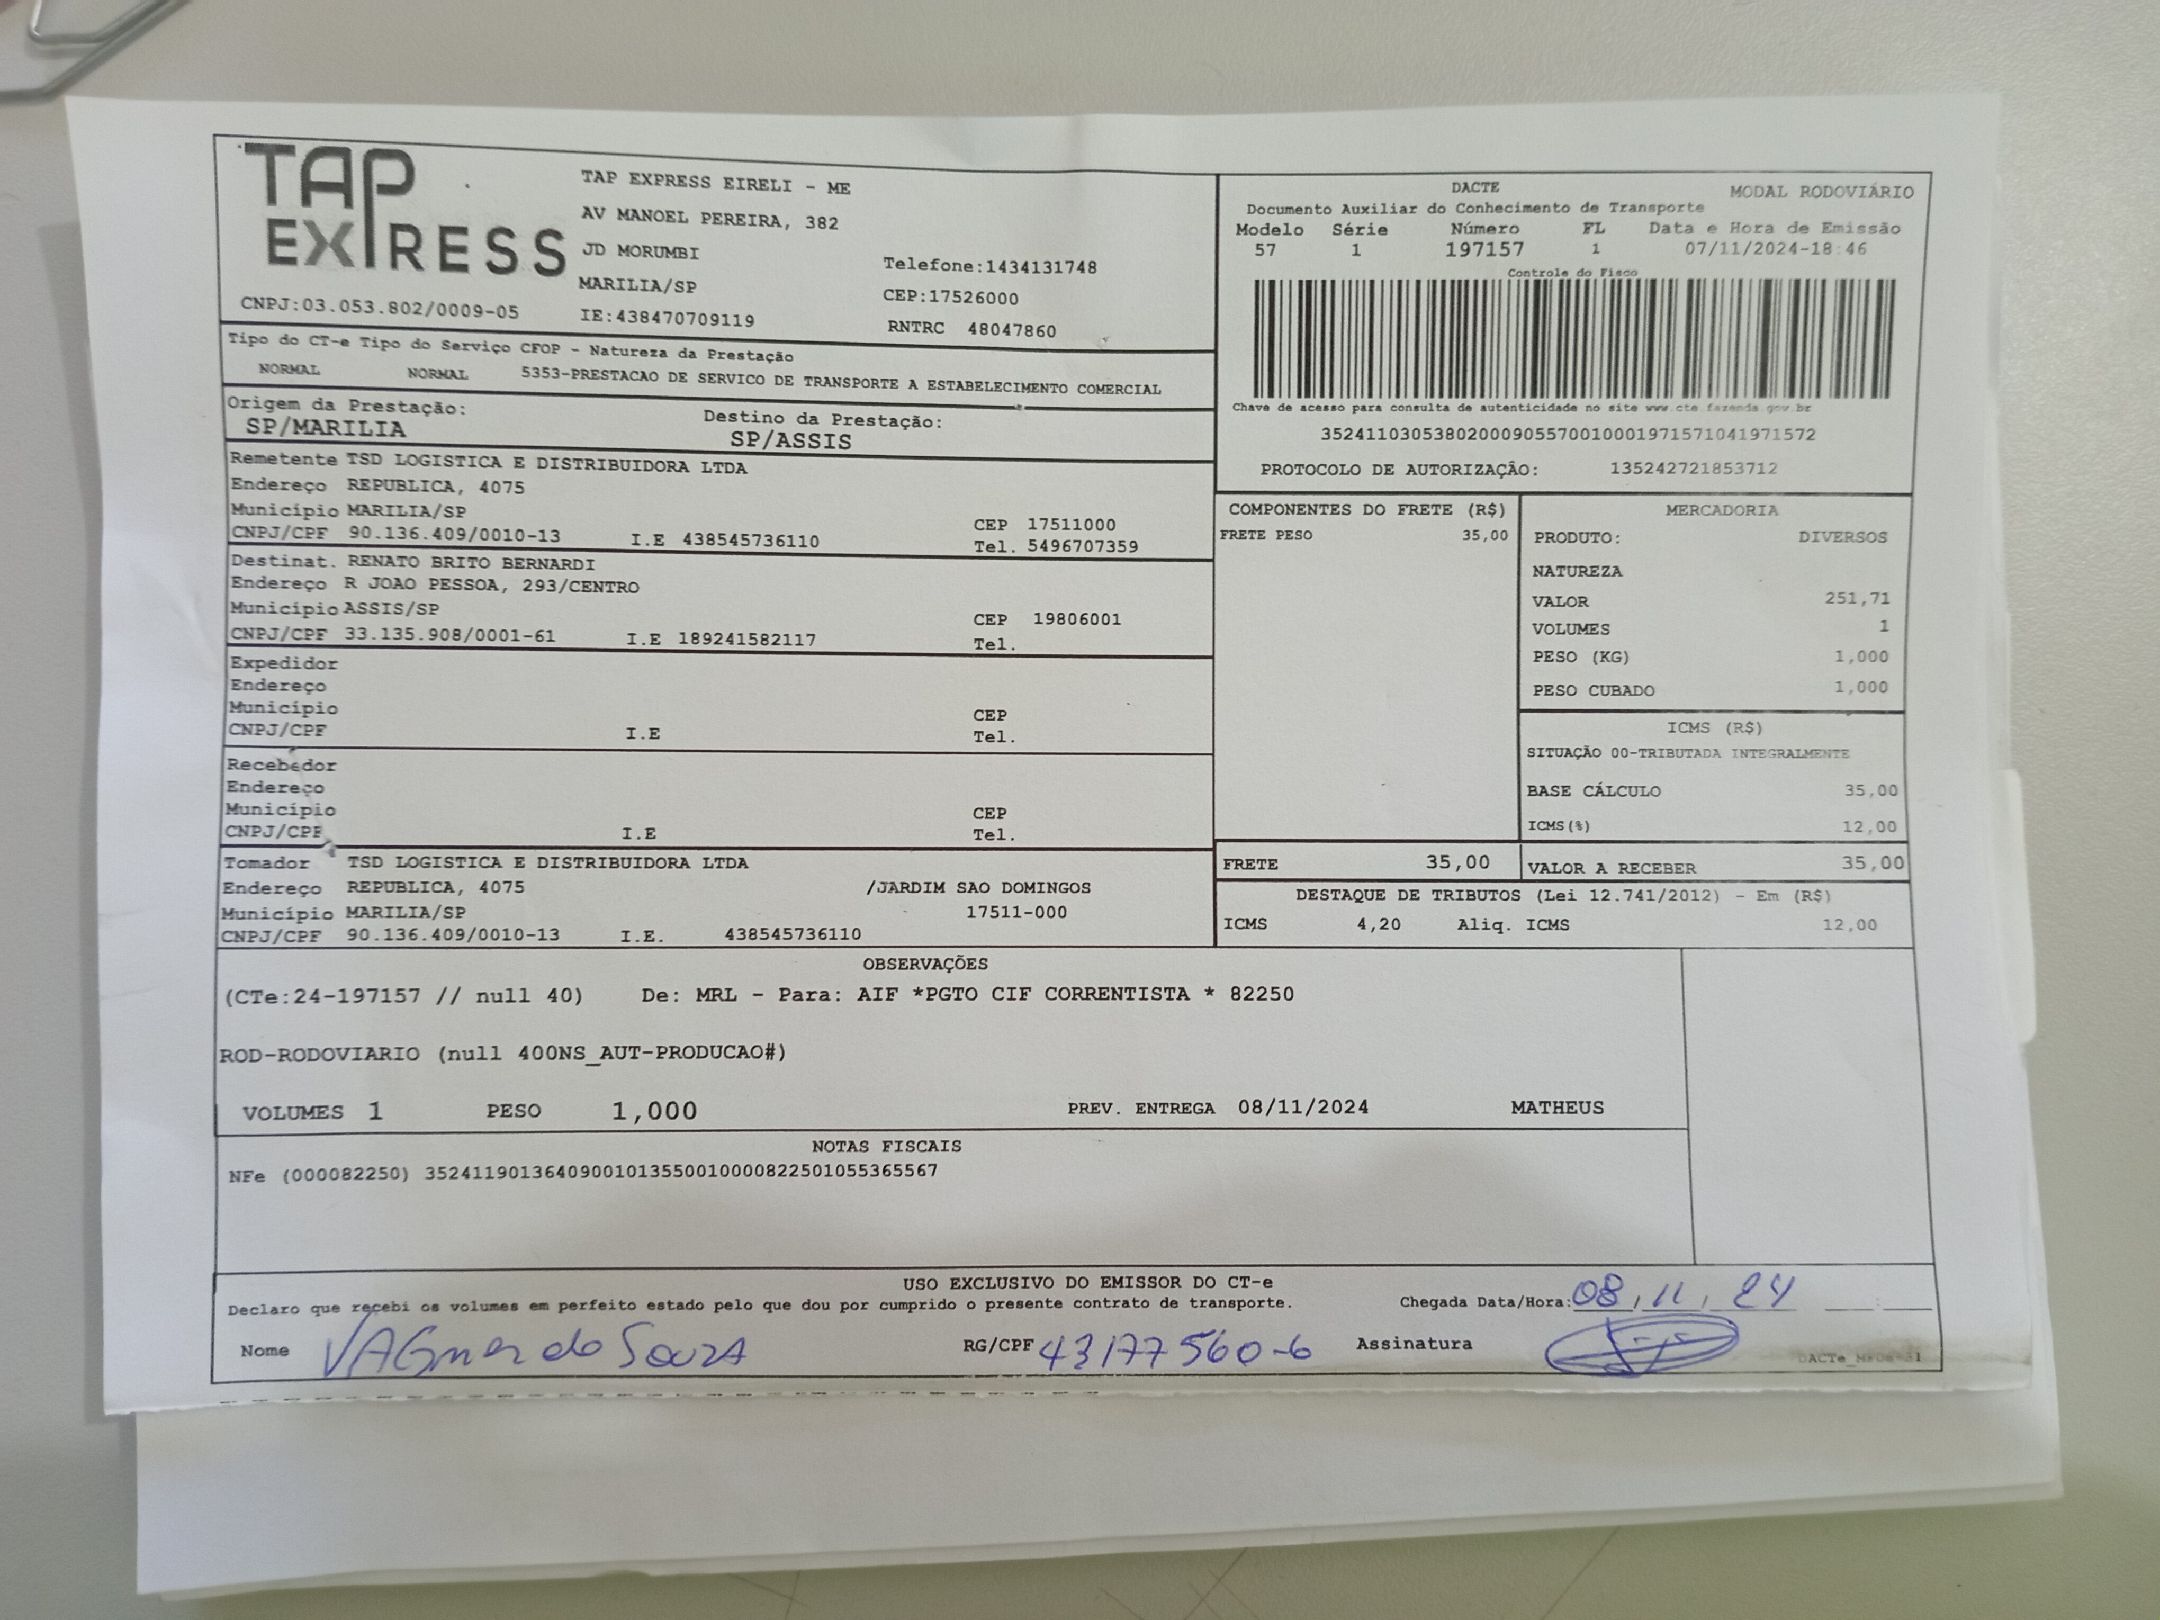 TAP
EXPRESS
CNPJ:03.053.802/0009-05
TAP EXPRESS EIRELI - ME
AV MANOEL PEREIRA, 382
JD MORUMBI
MARILIA/SP
IE:438470709119
Telefone:1434131748
CEP:17526000
RNTRC 48047860
DACTE MODAL RODOVIÁRIO
Documento Auxiliar do Conhecimento de Transporte
Modelo Série Número FL Data e Hora de Emissão
57 1 197157 1 07/11/2024-18:46
Controle do Fisco
Chave de acesso para consulta de autenticidade no site www.cte.fazenda.gov.br
35241103053802000905570010001971571041971572
PROTOCOLO DE AUTORIZAÇÃO: 135242721853712
Tipo do CT-e Tipo do Serviço CFOP - Natureza da Prestação
NORMAL NORMAL 5353-PRESTACAO DE SERVICO DE TRANSPORTE A ESTABELECIMENTO COMERCIAL
Origem da Prestação: Destino da Prestação:
SP/MARILIA SP/ASSIS
Remetente TSD LOGISTICA E DISTRIBUIDORA LTDA
Endereço REPUBLICA, 4075
Município MARILIA/SP CEP 17511000
CNPJ/CPF 90.136.409/0010-13 I.E 438545736110 Tel. 5496707359
Destinat. RENATO BRITO BERNARDI
Endereço R JOAO PESSOA, 293/CENTRO
Município ASSIS/SP CEP 19806001
CNPJ/CPF 33.135.908/0001-61 I.E 189241582117 Tel.
Expedidor
Endereço
Município CEP
CNPJ/CPF I.E Tel.
Recebedor
Endereço
Município CEP
CNPJ/CPF I.E Tel.
Tomador TSD LOGISTICA E DISTRIBUIDORA LTDA
Endereço REPUBLICA, 4075 /JARDIM SAO DOMINGOS
Município MARILIA/SP 17511-000
CNPJ/CPF 90.136.409/0010-13 I.E. 438545736110
COMPONENTES DO FRETE (R$)
FRETE PESO 35,00
MERCADORIA
PRODUTO: DIVERSOS
NATUREZA
VALOR 251,71
VOLUMES 1
PESO (KG) 1,000
PESO CUBADO 1,000
ICMS (R$)
SITUAÇÃO 00-TRIBUTADA INTEGRALMENTE
BASE CÁLCULO 35,00
ICMS(%) 12,00
FRETE 35,00 VALOR A RECEBER 35,00
DESTAQUE DE TRIBUTOS (Lei 12.741/2012) - Em (R$)
ICMS 4,20 Aliq. ICMS 12,00
OBSERVAÇÕES
(CTe:24-197157 // null 40) De: MRL - Para: AIF *PGTO CIF CORRENTISTA * 82250
ROD-RODOVIARIO (null 400NS_AUT-PRODUCAO#)
VOLUMES 1 PESO 1,000 PREV. ENTREGA 08/11/2024 MATHEUS
NOTAS FISCAIS
NFe (000082250) 35241190136409001013550010000822501055365567
USO EXCLUSIVO DO EMISSOR DO CT-e
Declaro que recebi os volumes em perfeito estado pelo que dou por cumprido o presente contrato de transporte. Chegada Data/Hora: 08, 11, 24
Nome VAGner do Souza RG/CPF 43177560-6 Assinatura